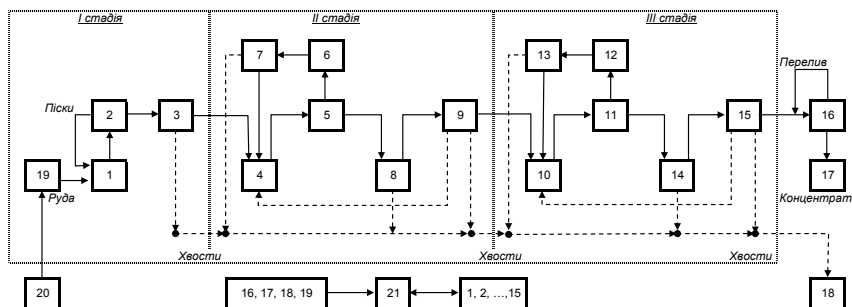 І стадія
ІІ стадія
ІІІ стадія
7
6
13
12
Перелив
Піски
2
3
5
9
11
15
16
19
1
4
8
10
14
17
Руда
Концентрат
Хвости
Хвости
Хвости
20
16, 17, 18, 19
21
1, 2, …,15
18